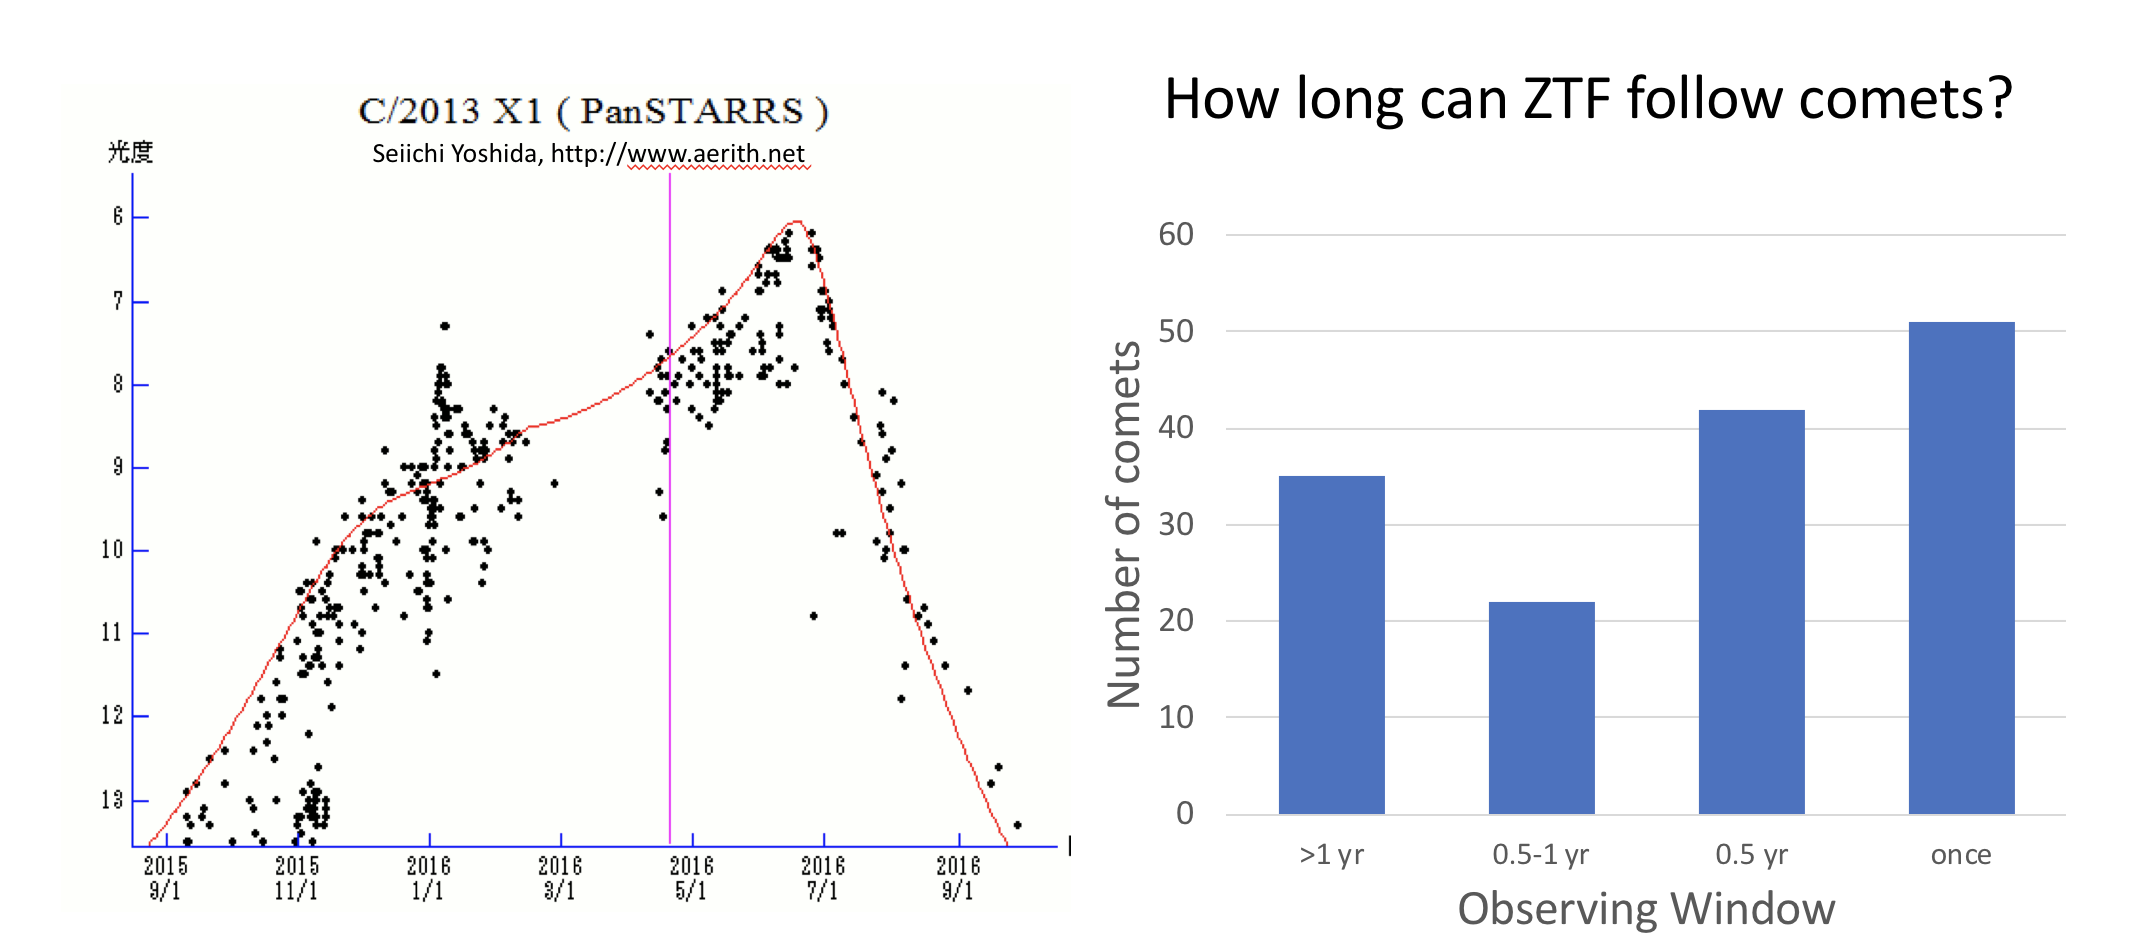 C/2013 X1 ( PanSTARRS )
Seiichi Yoshida, http://www.aerith.net
光度
6
7
8
9
10
11
12
13
2015 2015 2016 2016 2016 2016 2016
9/1 11/1 1/1 3/1 5/1 7/1 9/1
How long can ZTF follow comets?
Number of comets
60
50
40
30
20
10
0
>1 yr 0.5-1 yr 0.5 yr once
Observing Window